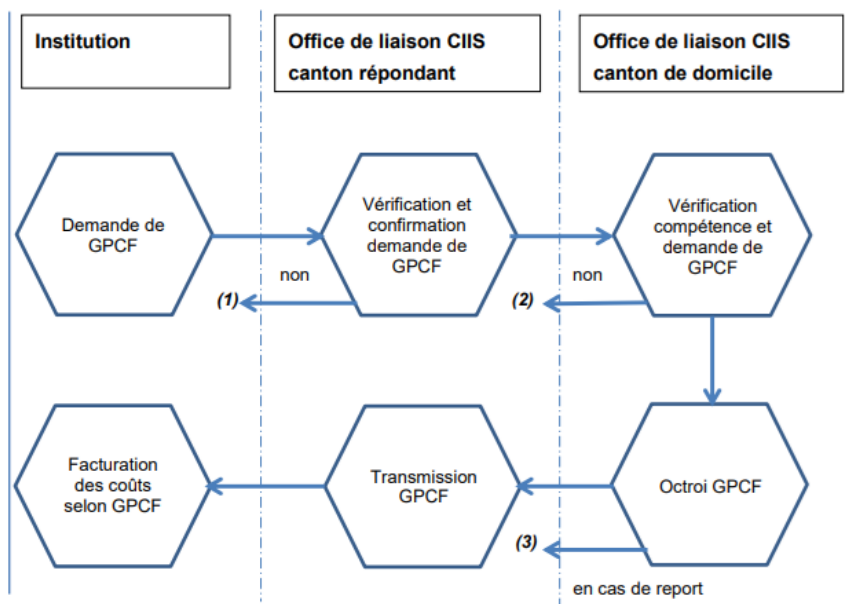 Institution
Office de liaison CIIS
canton répondant
Office de liaison CIIS
canton de domicile
Demande de
GPCF
Vérification et
confirmation
demande de
GPCF
Vérification
compétence et
demande de
GPCF
non
(1)
non
(2)
Facturation
des coûts
selon GPCF
Transmission
GPCF
Octroi GPCF
(3)
en cas de report